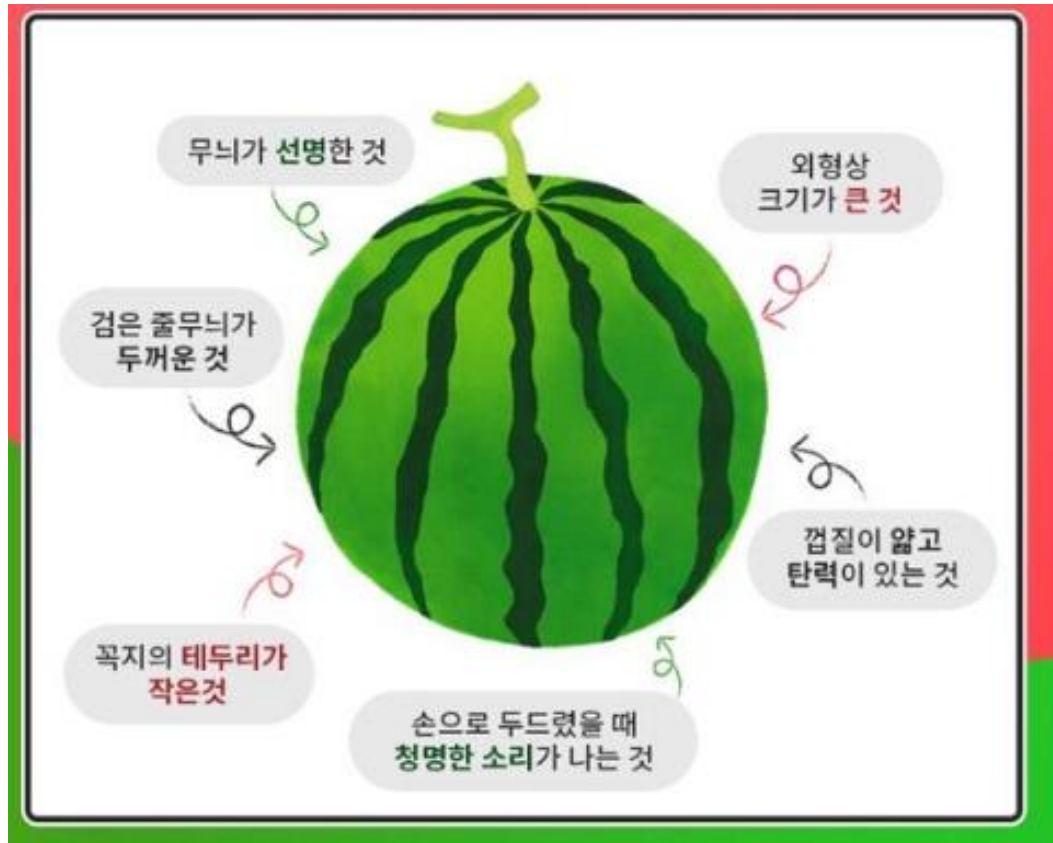 무늬가 선명한 것
외형상
크기가 큰 것
검은 줄무늬가
두꺼운 것
껍질이 얇고
탄력이 있는 것
꼭지의 테두리가
작은것
손으로 두드렸을 때
청명한 소리가 나는 것